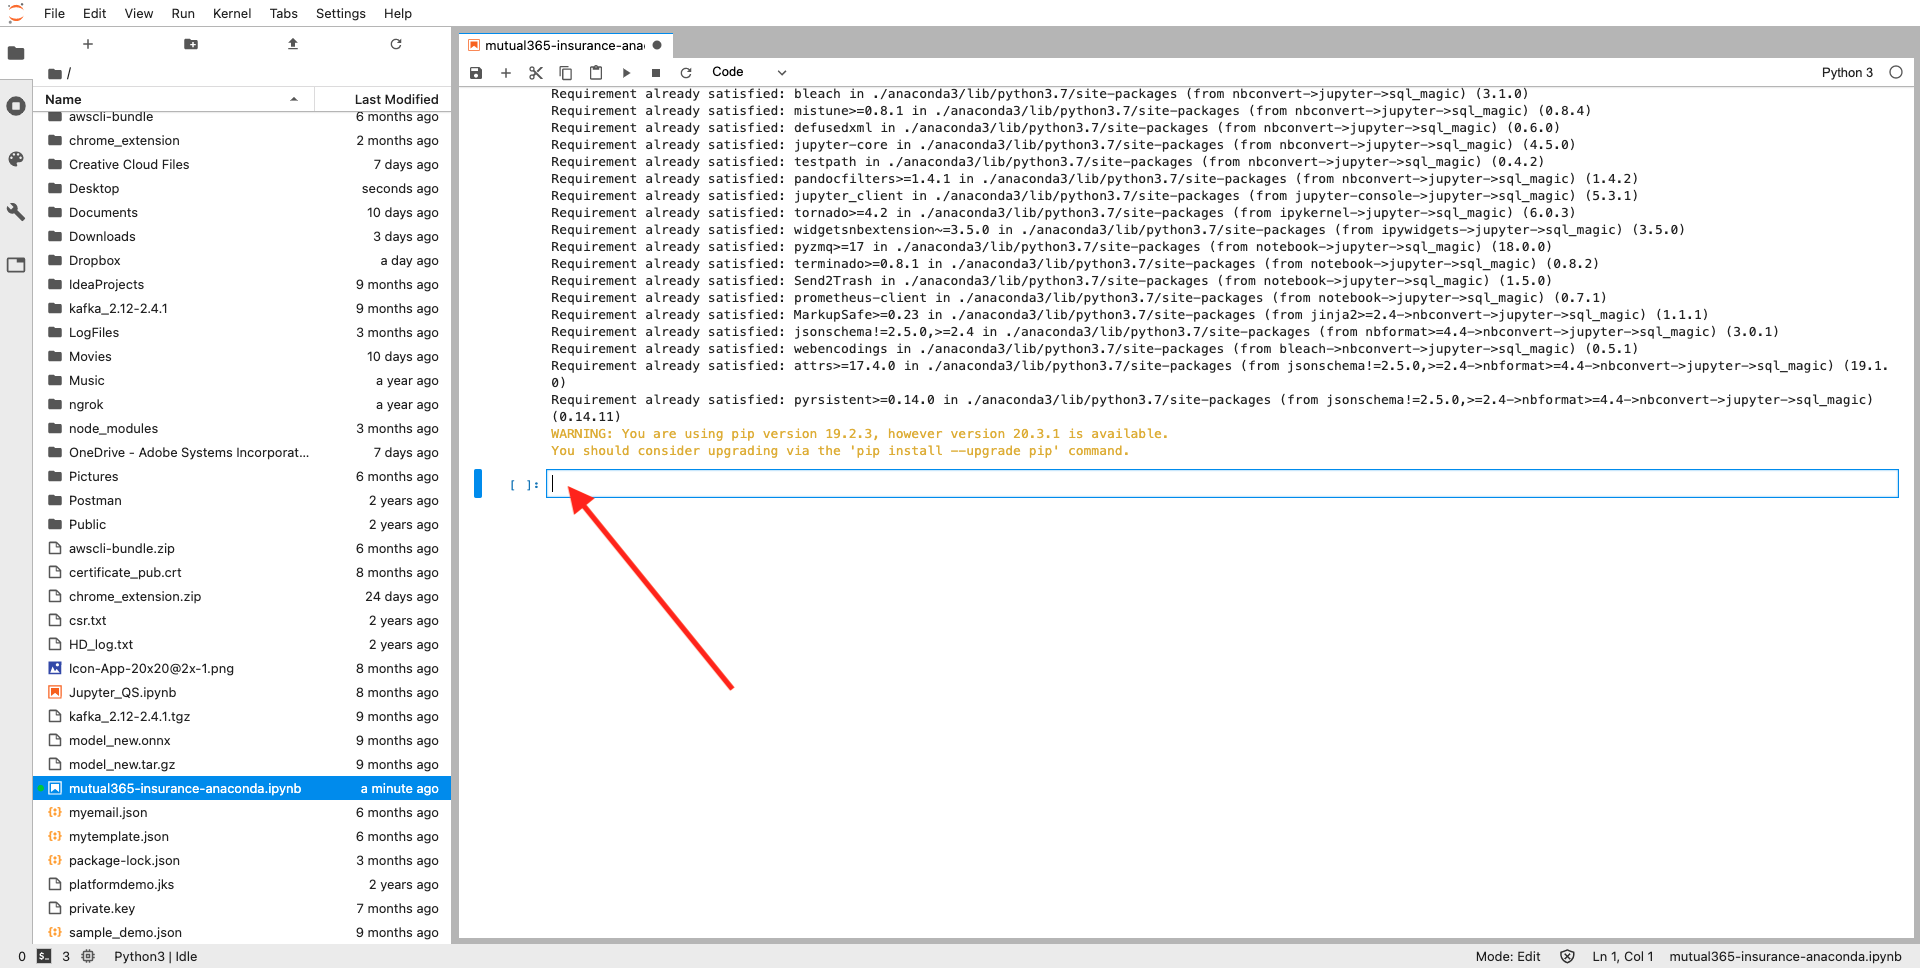 File Edit View Run Kernel Tabs Settings Help
/
Name Last Modified
awscli-bundle 6 months ago
chrome_extension 2 months ago
Creative Cloud Files 7 days ago
Desktop seconds ago
Documents 10 days ago
Downloads 3 days ago
Dropbox a day ago
IdeaProjects 9 months ago
kafka_2.12-2.4.1 9 months ago
LogFiles 3 months ago
Movies 10 days ago
Music a year ago
ngrok a year ago
node_modules 3 months ago
OneDrive - Adobe Systems Incorporat... 7 days ago
Pictures 6 months ago
Postman 2 years ago
Public 2 years ago
awscli-bundle.zip 6 months ago
certificate_pub.crt 8 months ago
chrome_extension.zip 24 days ago
csr.txt 2 years ago
HD_log.txt 2 years ago
Icon-App-20x20@2x-1.png 8 months ago
Jupyter_QS.ipynb 8 months ago
kafka_2.12-2.4.1.tgz 9 months ago
model_new.onnx 9 months ago
model_new.tar.gz 9 months ago
mutual365-insurance-anaconda.ipynb a minute ago
myemail.json 6 months ago
mytemplate.json 6 months ago
package-lock.json 3 months ago
platformdemo.jks 2 years ago
private.key 7 months ago
sample_demo.json 9 months ago
mutual365-insurance-ana
Code Python 3
Requirement already satisfied: bleach in ./anaconda3/lib/python3.7/site-packages (from nbconvert->jupyter->sql_magic) (3.1.0)
Requirement already satisfied: mistune>=0.8.1 in ./anaconda3/lib/python3.7/site-packages (from nbconvert->jupyter->sql_magic) (0.8.4)
Requirement already satisfied: defusedxml in ./anaconda3/lib/python3.7/site-packages (from nbconvert->jupyter->sql_magic) (0.6.0)
Requirement already satisfied: jupyter-core in ./anaconda3/lib/python3.7/site-packages (from nbconvert->jupyter->sql_magic) (4.5.0)
Requirement already satisfied: testpath in ./anaconda3/lib/python3.7/site-packages (from nbconvert->jupyter->sql_magic) (0.4.2)
Requirement already satisfied: pandocfilters>=1.4.1 in ./anaconda3/lib/python3.7/site-packages (from nbconvert->jupyter->sql_magic) (1.4.2)
Requirement already satisfied: jupyter_client in ./anaconda3/lib/python3.7/site-packages (from jupyter-console->jupyter->sql_magic) (5.3.1)
Requirement already satisfied: tornado>=4.2 in ./anaconda3/lib/python3.7/site-packages (from ipykernel->jupyter->sql_magic) (6.0.3)
Requirement already satisfied: widgetsnbextension~=3.5.0 in ./anaconda3/lib/python3.7/site-packages (from ipywidgets->jupyter->sql_magic) (3.5.0)
Requirement already satisfied: pyzmq>=17 in ./anaconda3/lib/python3.7/site-packages (from notebook->jupyter->sql_magic) (18.0.0)
Requirement already satisfied: terminado>=0.8.1 in ./anaconda3/lib/python3.7/site-packages (from notebook->jupyter->sql_magic) (0.8.2)
Requirement already satisfied: Send2Trash in ./anaconda3/lib/python3.7/site-packages (from notebook->jupyter->sql_magic) (1.5.0)
Requirement already satisfied: prometheus-client in ./anaconda3/lib/python3.7/site-packages (from notebook->jupyter->sql_magic) (0.7.1)
Requirement already satisfied: MarkupSafe>=0.23 in ./anaconda3/lib/python3.7/site-packages (from jinja2>=2.4->nbconvert->jupyter->sql_magic) (1.1.1)
Requirement already satisfied: jsonschema!=2.5.0,>=2.4 in ./anaconda3/lib/python3.7/site-packages (from nbformat>=4.4->nbconvert->jupyter->sql_magic) (3.0.1)
Requirement already satisfied: webencodings in ./anaconda3/lib/python3.7/site-packages (from bleach->nbconvert->jupyter->sql_magic) (0.5.1)
Requirement already satisfied: attrs>=17.4.0 in ./anaconda3/lib/python3.7/site-packages (from jsonschema!=2.5.0,>=2.4->nbformat>=4.4->nbconvert->jupyter->sql_magic) (19.1.
0)
Requirement already satisfied: pyrsistent>=0.14.0 in ./anaconda3/lib/python3.7/site-packages (from jsonschema!=2.5.0,>=2.4->nbformat>=4.4->nbconvert->jupyter->sql_magic)
(0.14.11)
WARNING: You are using pip version 19.2.3, however version 20.3.1 is available.
You should consider upgrading via the 'pip install --upgrade pip' command.
[ ]:
0 3 Python3 | Idle Mode: Edit Ln 1, Col 1 mutual365-insurance-anaconda.ipynb